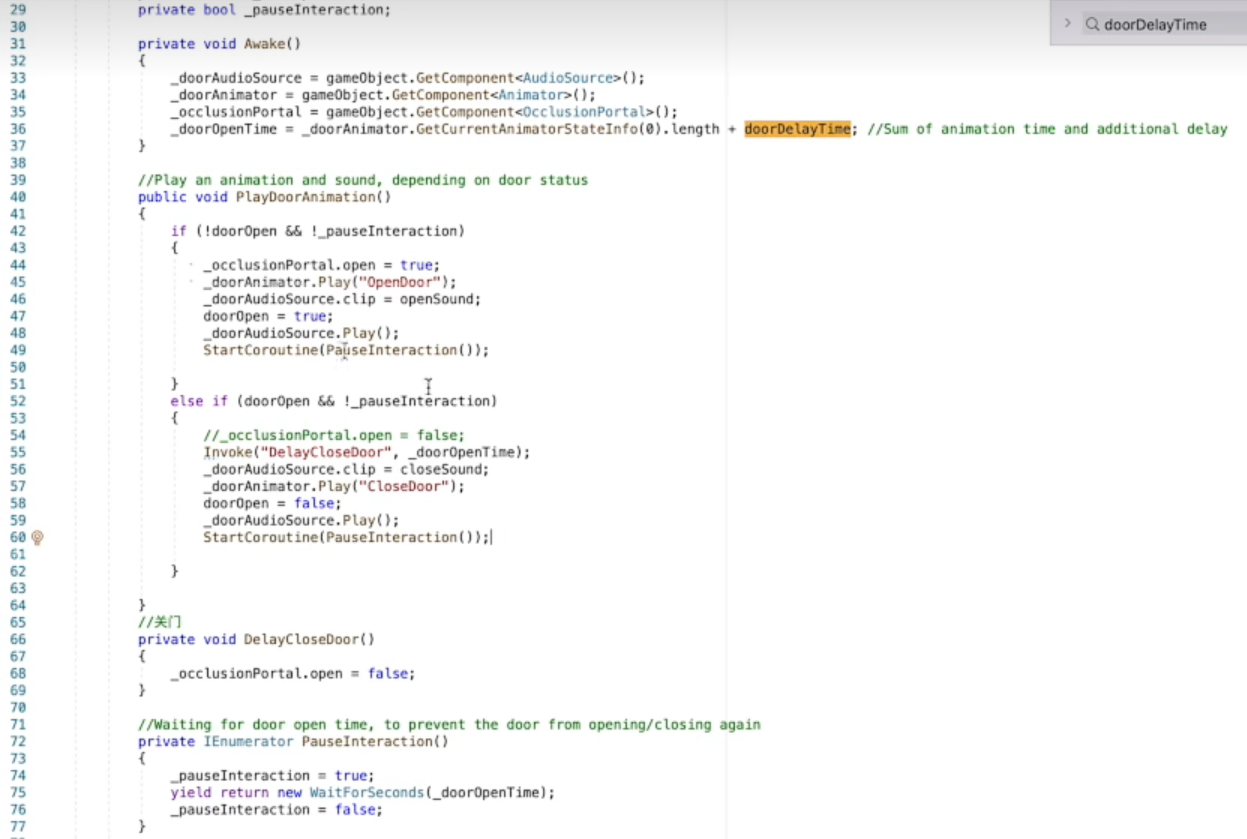 doorDelayTime
29 private bool _pauseInteraction;
30
31 private void Awake()
32 {
33 _doorAudioSource = gameObject.GetComponent<AudioSource>();
34 _doorAnimator = gameObject.GetComponent<Animator>();
35 _occlusionPortal = gameObject.GetComponent<OcclusionPortal>();
36 _doorOpenTime = _doorAnimator.GetCurrentAnimatorStateInfo(0).length + doorDelayTime; //Sum of animation time and additional delay
37 }
38
39 //Play an animation and sound, depending on door status
40 public void PlayDoorAnimation()
41 {
42 if (!doorOpen && !_pauseInteraction)
43 {
44 _occlusionPortal.open = true;
45 _doorAnimator.Play("OpenDoor");
46 _doorAudioSource.clip = openSound;
47 doorOpen = true;
48 _doorAudioSource.Play();
49 StartCoroutine(PauseInteraction());
50
51 }
52 else if (doorOpen && !_pauseInteraction)
53 {
54 //_occlusionPortal.open = false;
55 Invoke("DelayCloseDoor", _doorOpenTime);
56 _doorAudioSource.clip = closeSound;
57 _doorAnimator.Play("CloseDoor");
58 doorOpen = false;
59 _doorAudioSource.Play();
60 StartCoroutine(PauseInteraction());
61
62 }
63
64 }
65 //关门
66 private void DelayCloseDoor()
67 {
68 _occlusionPortal.open = false;
69 }
70
71 //Waiting for door open time, to prevent the door from opening/closing again
72 private IEnumerator PauseInteraction()
73 {
74 _pauseInteraction = true;
75 yield return new WaitForSeconds(_doorOpenTime);
76 _pauseInteraction = false;
77 }